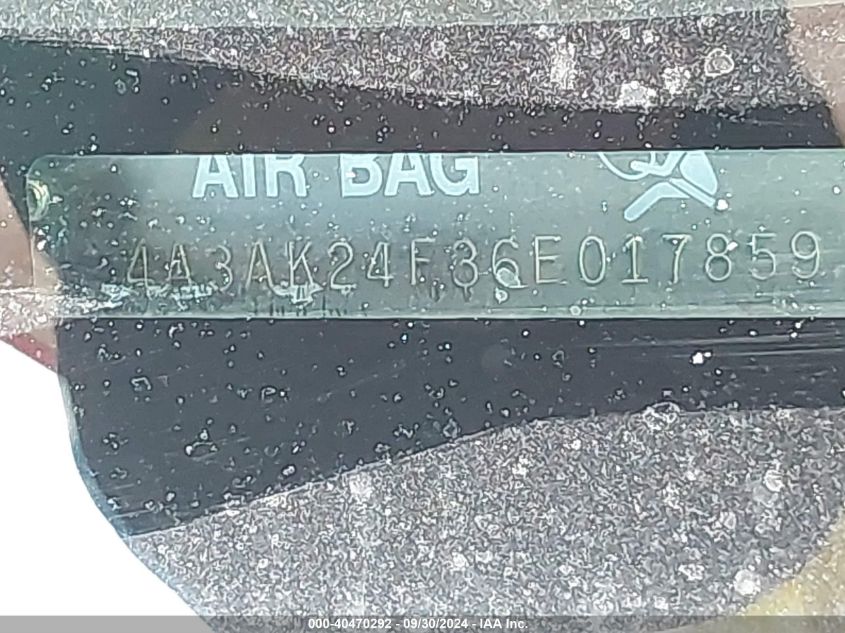 AIR BAG
4A3AK24F36E017859
000-40470292 - 09/30/2024 - IAA Inc.